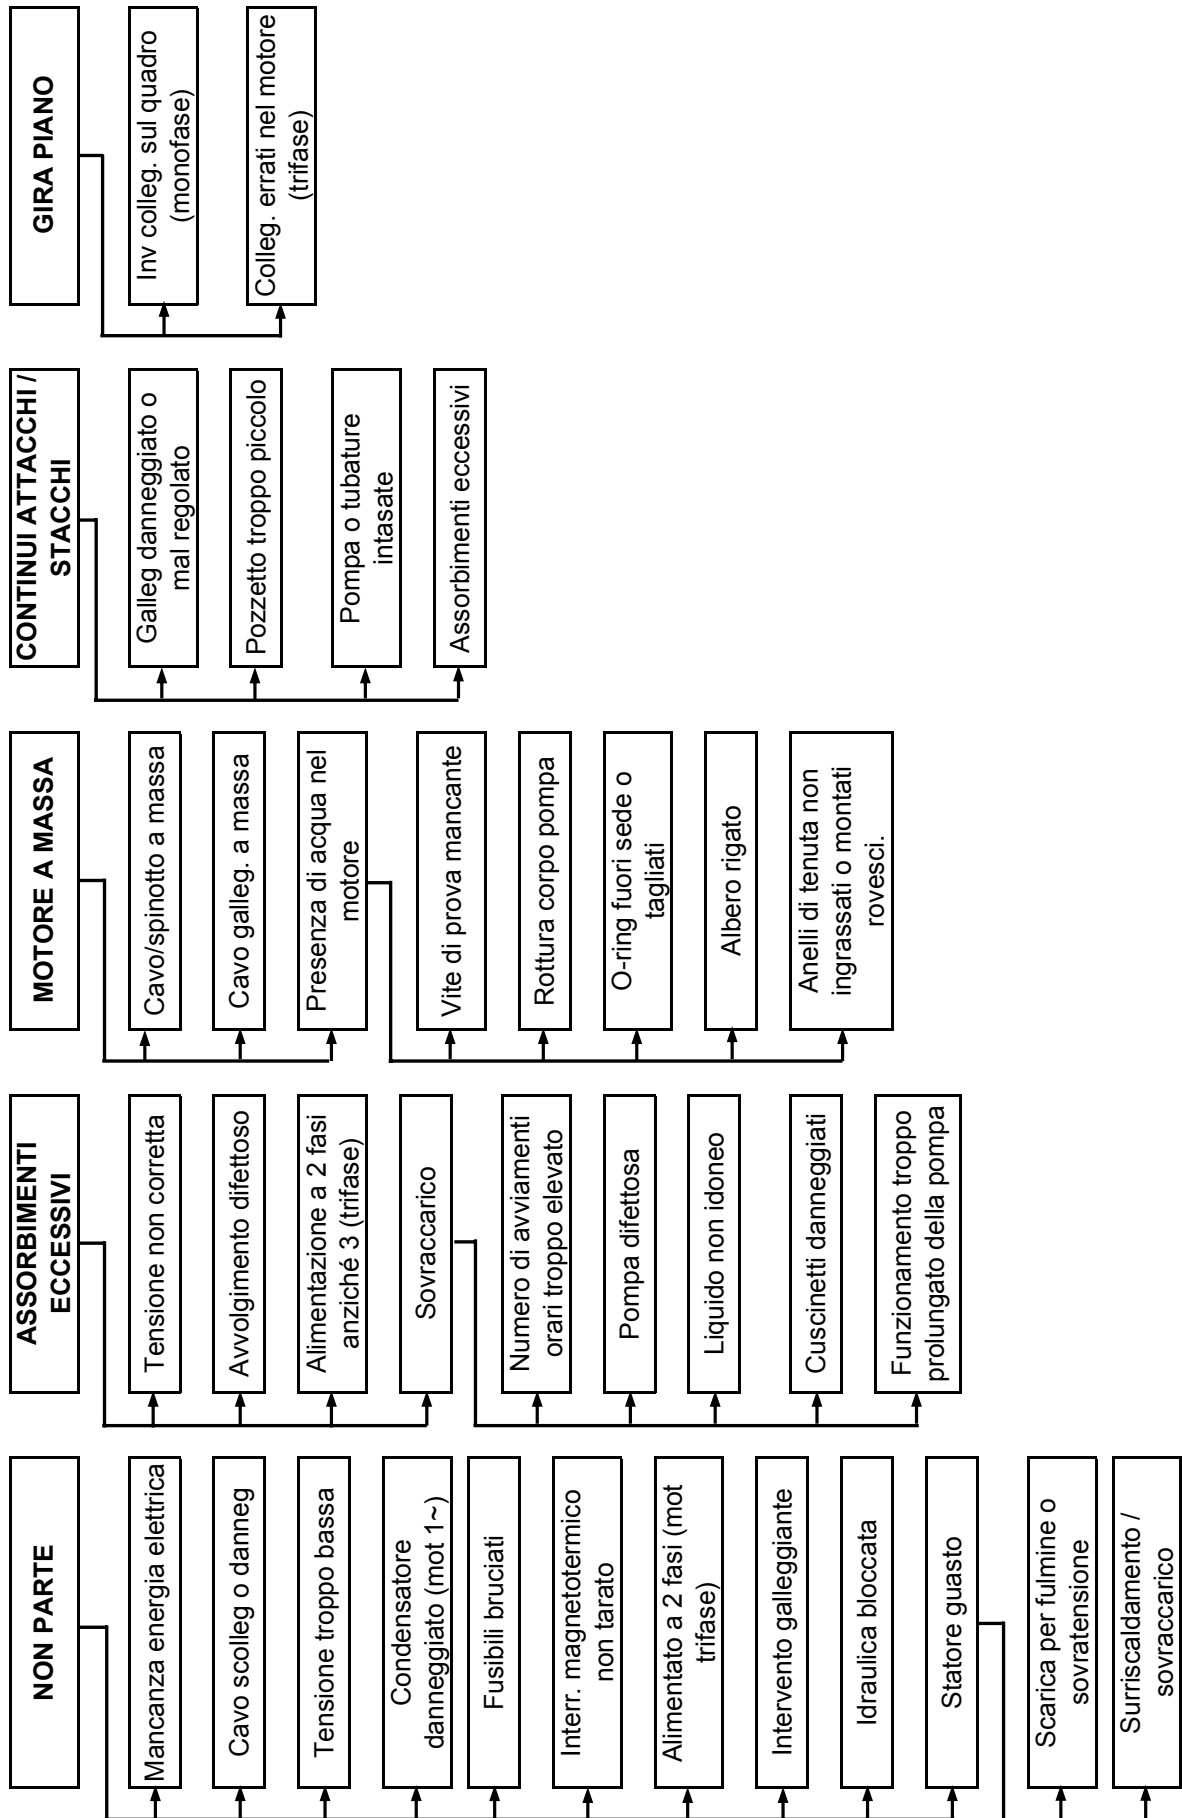 NON PARTE
Mancanza energia elettrica
Cavo scolleg o danneg
Tensione troppo bassa
Condensatore
danneggiato (mot 1~)
Fusibili bruciati
Interr. magnetotermico
non tarato
Alimentato a 2 fasi (mot
trifase)
Intervento galleggiante
Idraulica bloccata
Statore guasto
Scarica per fulmine o
sovratensione
Surriscaldamento /
sovraccarico
ASSORBIMENTI
ECCESSIVI
Tensione non corretta
Avvolgimento difettoso
Alimentazione a 2 fasi
anziché 3 (trifase)
Sovraccarico
Numero di avviamenti
orari troppo elevato
Pompa difettosa
Liquido non idoneo
Cuscinetti danneggiati
Funzionamento troppo
prolungato della pompa
MOTORE A MASSA
Cavo/spinotto a massa
Cavo galleg. a massa
Presenza di acqua nel
motore
Vite di prova mancante
Rottura corpo pompa
O-ring fuori sede o
tagliati
Albero rigato
Anelli di tenuta non
ingrassati o montati
rovesci.
CONTINUI ATTACCHI /
STACCHI
Galleg danneggiato o
mal regolato
Pozzetto troppo piccolo
Pompa o tubature
intasate
Assorbimenti eccessivi
GIRA PIANO
Inv colleg. sul quadro
(monofase)
Colleg. errati nel motore
(trifase)